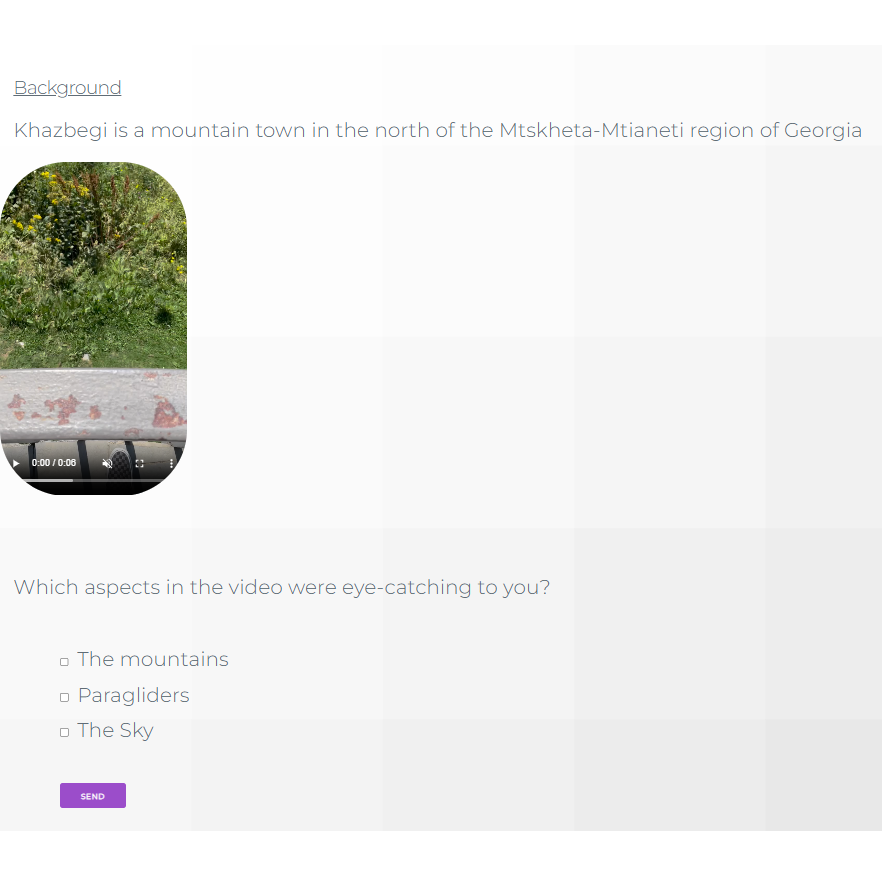 Background
Khazbegi is a mountain town in the north of the Mtskheta-Mtianeti region of Georgia
0:00 / 0:06
Which aspects in the video were eye-catching to you?
The mountains
Paragliders
The Sky
SEND